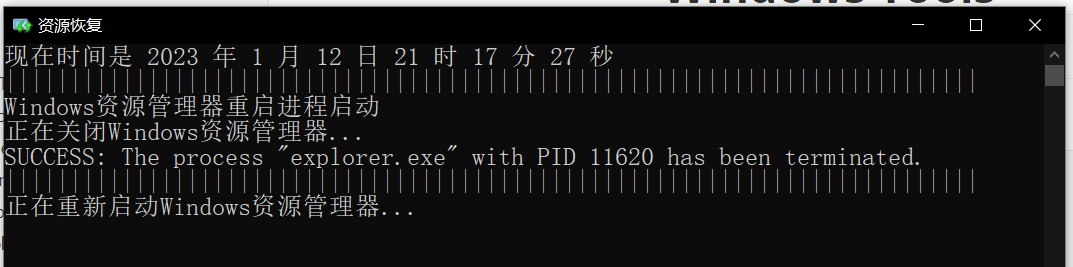 Windows Tools
资源恢复
现在时间是 2023 年 1 月 12 日 21 时 17 分 27 秒
||||||||||||||||||||||||||||||||||||||||||||||||||||||||||||||||||||||||||||
Windows资源管理器重启进程启动
正在关闭Windows资源管理器...
SUCCESS: The process "explorer.exe" with PID 11620 has been terminated.
||||||||||||||||||||||||||||||||||||||||||||||||||||||||||||||||||||||||||||
正在重新启动Windows资源管理器...